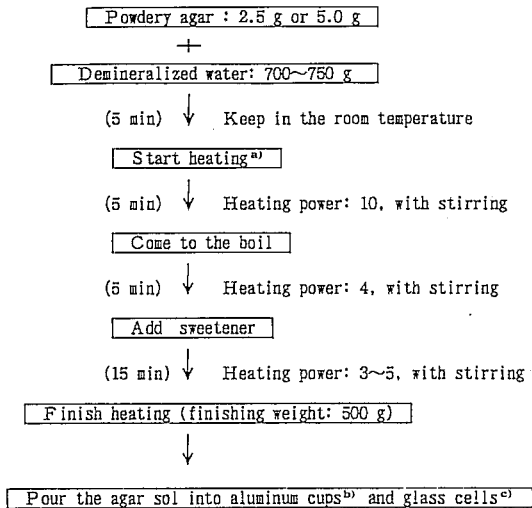 Powdery agar : 2.5 g or 5.0 g
+
Demineralized water: 700~750 g
(5 min) ↓ Keep in the room temperature
Start heating a)
(5 min) ↓ Heating power: 10, with stirring
Come to the boil
(5 min) ↓ Heating power: 4, with stirring
Add sweetener
(15 min) ↓ Heating power: 3~5, with stirring
Finish heating (finishing weight: 500 g)
↓
Pour the agar sol into aluminum cups b) and glass cells c)